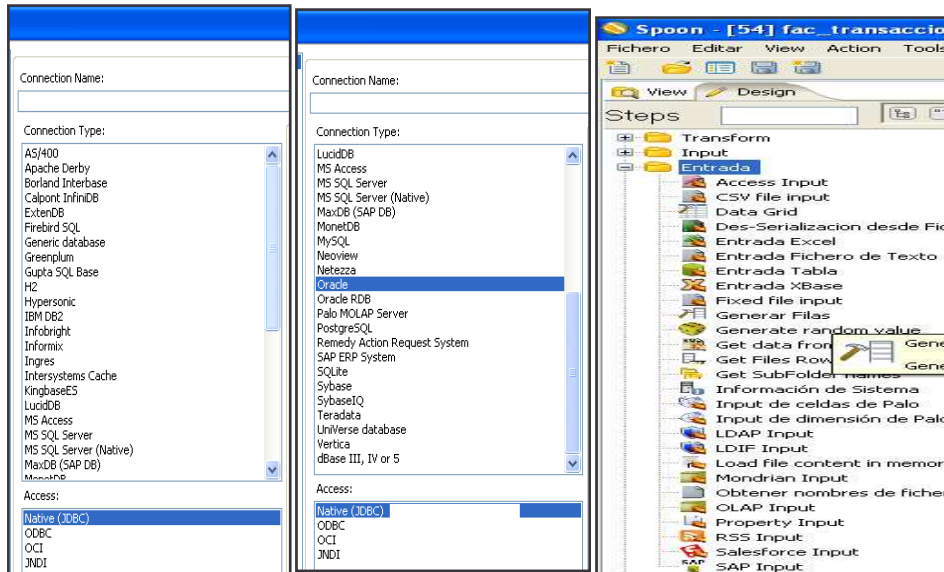 Connection Name:
Connection Type:
AS/400
Apache Derby
Borland Interbase
Calpont InfiniDB
ExtenDB
Firebird SQL
Generic database
Greenplum
Gupta SQL Base
H2
Hypersonic
IBM DB2
Infobright
Informix
Ingres
Intersystems Cache
KingbaseES
LucidDB
MS Access
MS SQL Server
MS SQL Server (Native)
MaxDB (SAP DB)
MonetDB
Access:
Native (JDBC)
ODBC
OCI
JNDI
Connection Name:
Connection Type:
LucidDB
MS Access
MS SQL Server
MS SQL Server (Native)
MaxDB (SAP DB)
MonetDB
MySQL
Neoview
Netezza
Oracle
Oracle RDB
Palo MOLAP Server
PostgreSQL
Remedy Action Request System
SAP ERP System
SQLite
Sybase
SybaseIQ
Teradata
UniVerse database
Vertica
dBase III, IV or 5
Access:
Native (JDBC)
ODBC
OCI
JNDI
Spoon - [54] fac_transaccio
Fichero Editar View Action Tools
View Design
Steps
Transform
Input
Entrada
Access Input
CSV file input
Data Grid
Des-Serializacion desde Fic
Entrada Excel
Entrada Fichero de Texto
Entrada Tabla
Entrada XBase
Fixed file input
Generar Filas
Generate random value
Get data from
Gene
Get Files Row
Gene
Get SubFolder names
Información de Sistema
Input de celdas de Palo
Input de dimensión de Palo
LDAP Input
LDIF Input
Load file content in memor
Mondrian Input
Obtener nombres de ficher
OLAP Input
Property Input
RSS Input
Salesforce Input
SAP Input